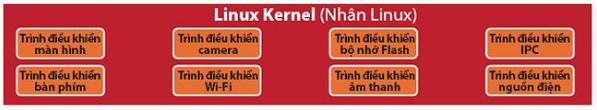 Linux Kernel (Nhân Linux)
Trình điều khiển
màn hình
Trình điều khiển
camera
Trình điều khiển
bộ nhớ Flash
Trình điều khiển
IPC
Trình điều khiển
bàn phím
Trình điều khiển
Wi-Fi
Trình điều khiển
âm thanh
Trình điều khiển
nguồn điện